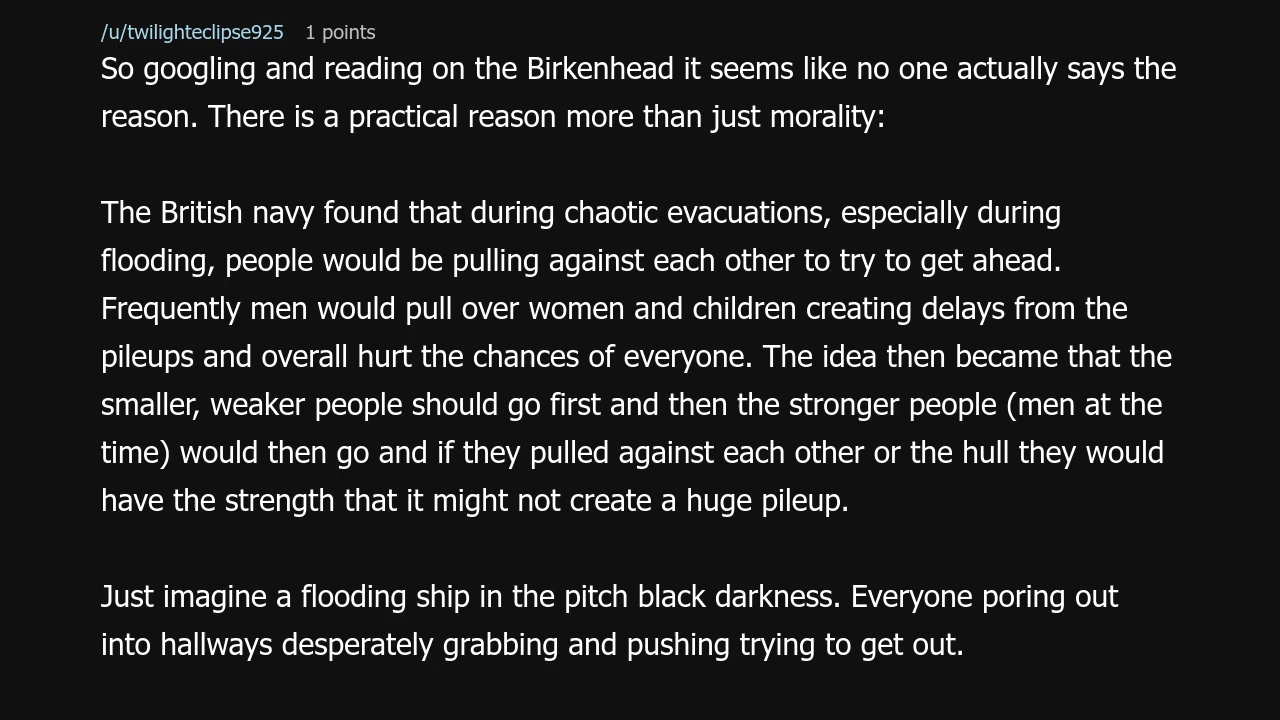 /u/twilighteclipse925 1 points
So googling and reading on the Birkenhead it seems like no one actually says the
reason. There is a practical reason more than just morality:
The British navy found that during chaotic evacuations, especially during
flooding, people would be pulling against each other to try to get ahead.
Frequently men would pull over women and children creating delays from the
pileups and overall hurt the chances of everyone. The idea then became that the
smaller, weaker people should go first and then the stronger people (men at the
time) would then go and if they pulled against each other or the hull they would
have the strength that it might not create a huge pileup.
Just imagine a flooding ship in the pitch black darkness. Everyone poring out
into hallways desperately grabbing and pushing trying to get out.